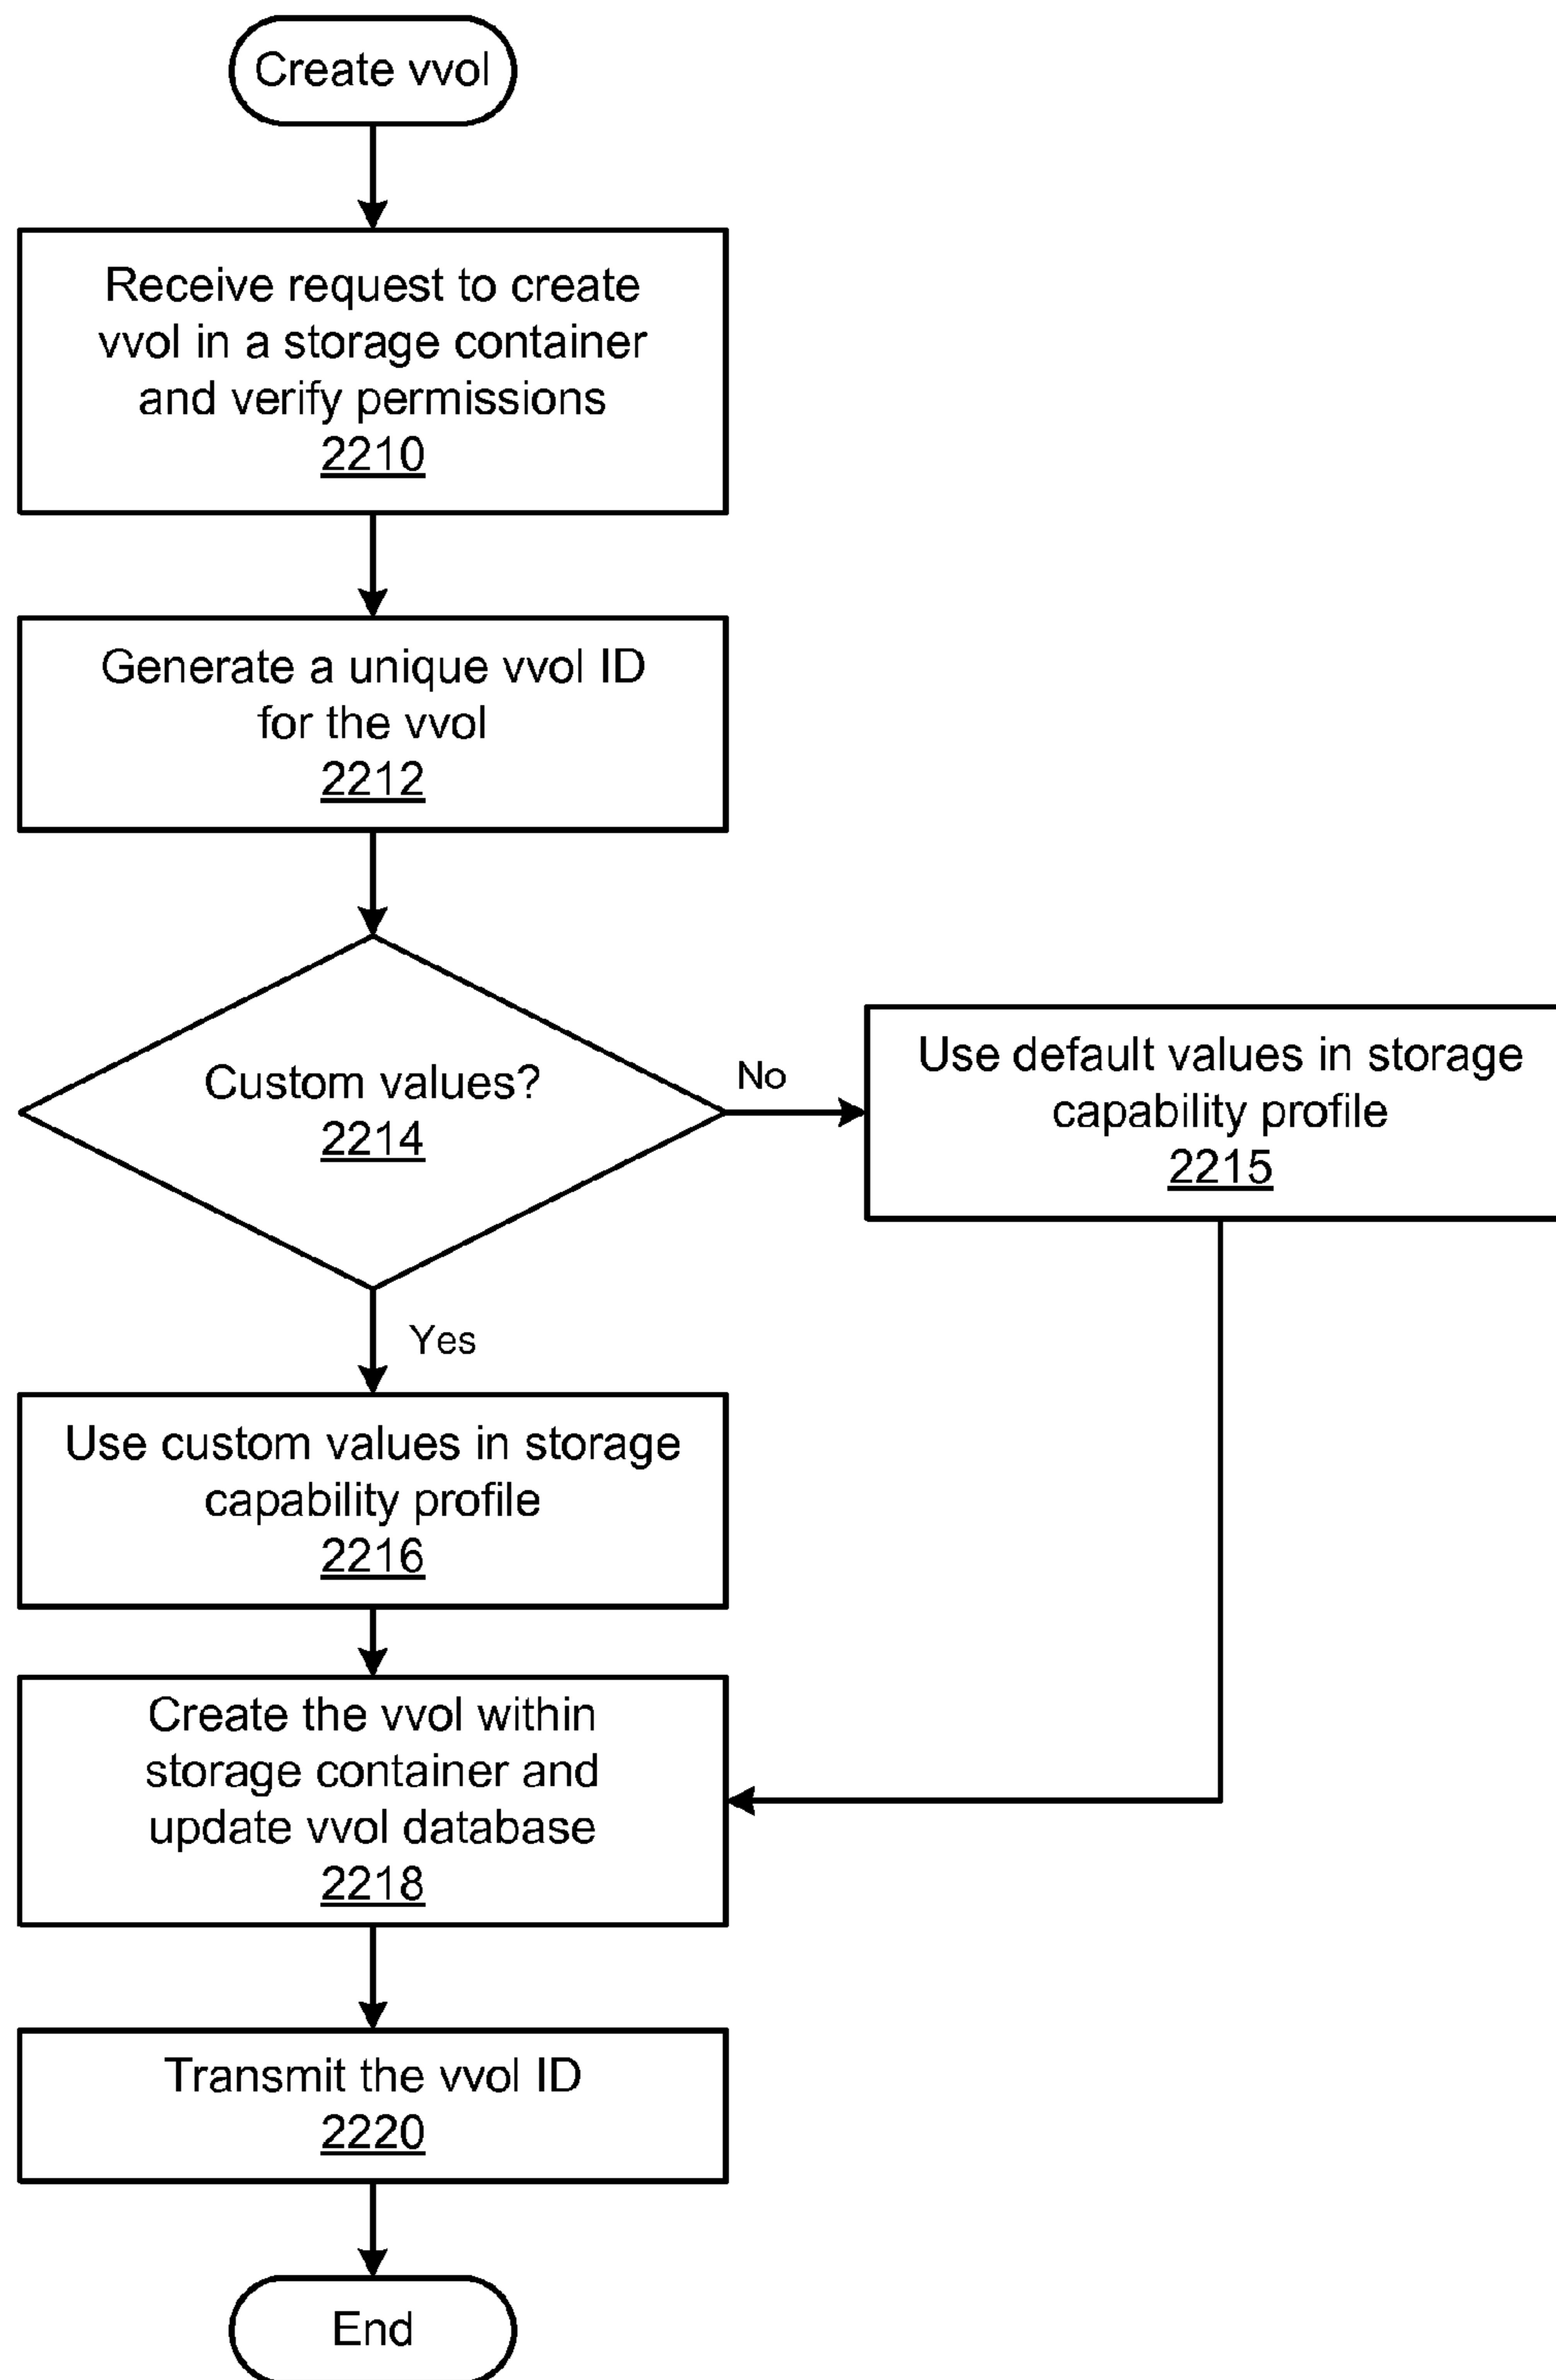 Create vvol
Receive request to create
vvol in a storage container
and verify permissions
2210
Generate a unique vvol ID
for the vvol
2212
Custom values?
2214
No
Use default values in storage
capability profile
2215
Yes
Use custom values in storage
capability profile
2216
Create the vvol within
storage container and
update vvol database
2218
Transmit the vvol ID
2220
End